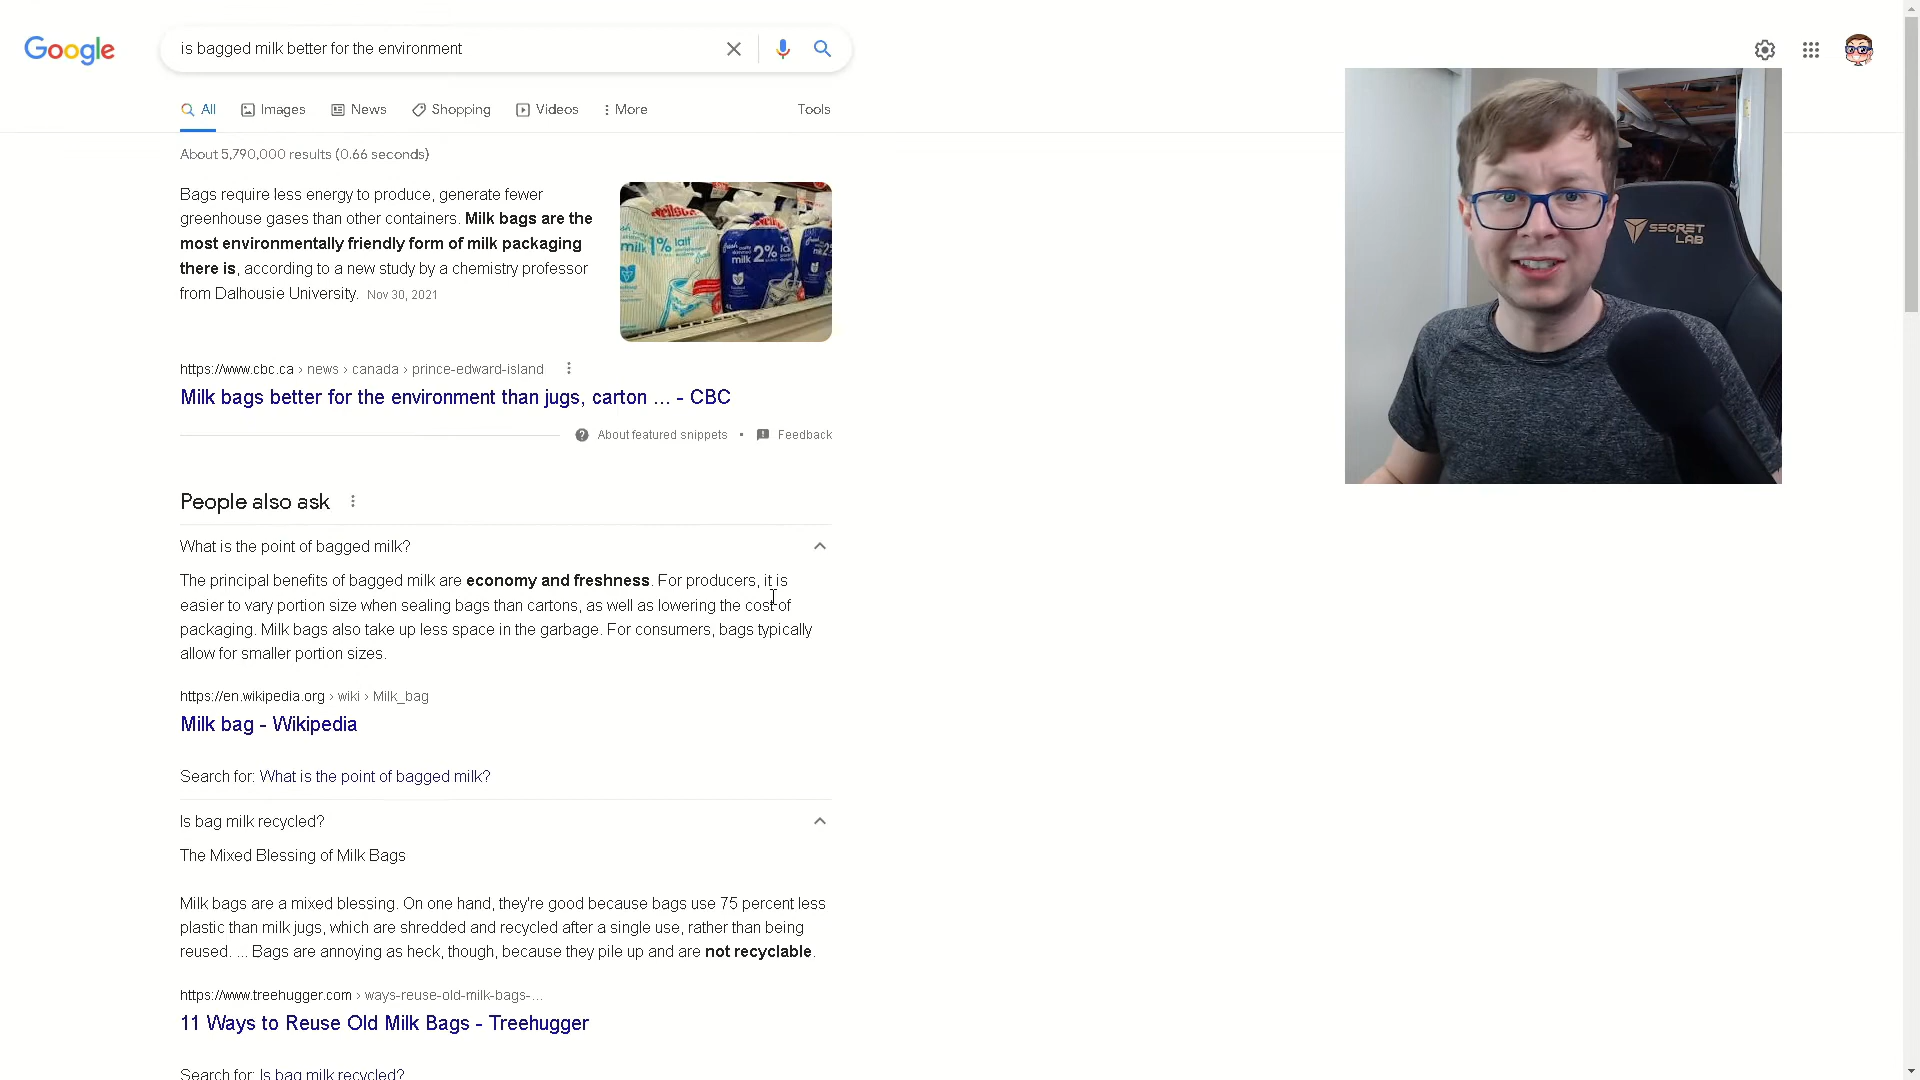 Google
is bagged milk better for the environment
All
Images
News
Shopping
Videos
More
Tools
About 5,790,000 results (0.66 seconds)
Bags require less energy to produce, generate fewer
greenhouse gases than other containers. Milk bags are the
most environmentally friendly form of milk packaging
there is, according to a new study by a chemistry professor
from Dalhousie University. Nov 30, 2021
Neilson
milk 1%
2%
milk
https://www.cbc.ca › news › canada › prince-edward-island
Milk bags better for the environment than jugs, carton ... - CBC
About featured snippets • Feedback
People also ask
What is the point of bagged milk?
The principal benefits of bagged milk are economy and freshness. For producers, it is
easier to vary portion size when sealing bags than cartons, as well as lowering the cost of
packaging. Milk bags also take up less space in the garbage. For consumers, bags typically
allow for smaller portion sizes.
https://en.wikipedia.org › wiki › Milk_bag
Milk bag - Wikipedia
Search for: What is the point of bagged milk?
Is bag milk recycled?
The Mixed Blessing of Milk Bags
Milk bags are a mixed blessing. On one hand, they're good because bags use 75 percent less
plastic than milk jugs, which are shredded and recycled after a single use, rather than being
reused. ... Bags are annoying as heck, though, because they pile up and are not recyclable.
https://www.treehugger.com › ways-reuse-old-milk-bags-...
11 Ways to Reuse Old Milk Bags - Treehugger
Search for: Is bag milk recycled?
SECRET
LAB